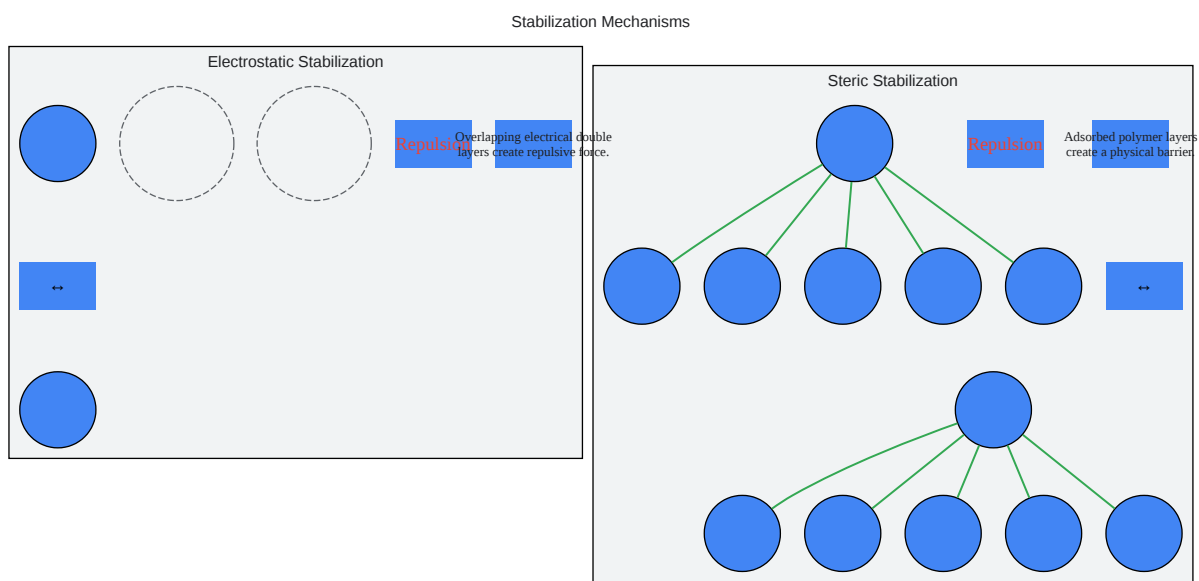 Stabilization Mechanisms
Electrostatic Stabilization
Repulsion
Overlapping electrical double
layers create repulsive force.
↔
Steric Stabilization
Repulsion
Adsorbed polymer layers
create a physical barrier.
↔